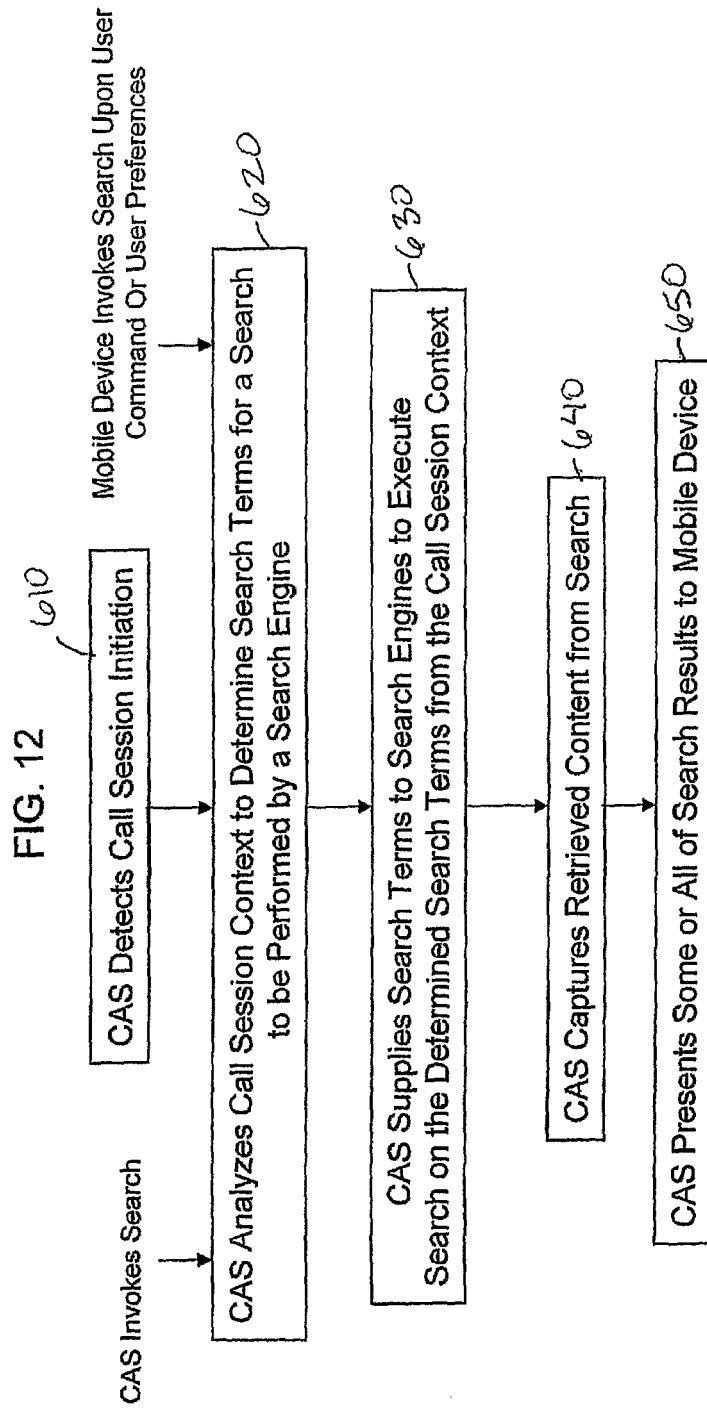 FIG. 12
610
CAS Detects Call Session Initiation
CAS Invokes Search
Mobile Device Invokes Search Upon User
Command Or User Preferences
620
CAS Analyzes Call Session Context to Determine Search Terms for a Search
to be Performed by a Search Engine
630
CAS Supplies Search Terms to Search Engines to Execute
Search on the Determined Search Terms from the Call Session Context
640
CAS Captures Retrieved Content from Search
650
CAS Presents Some or All of Search Results to Mobile Device